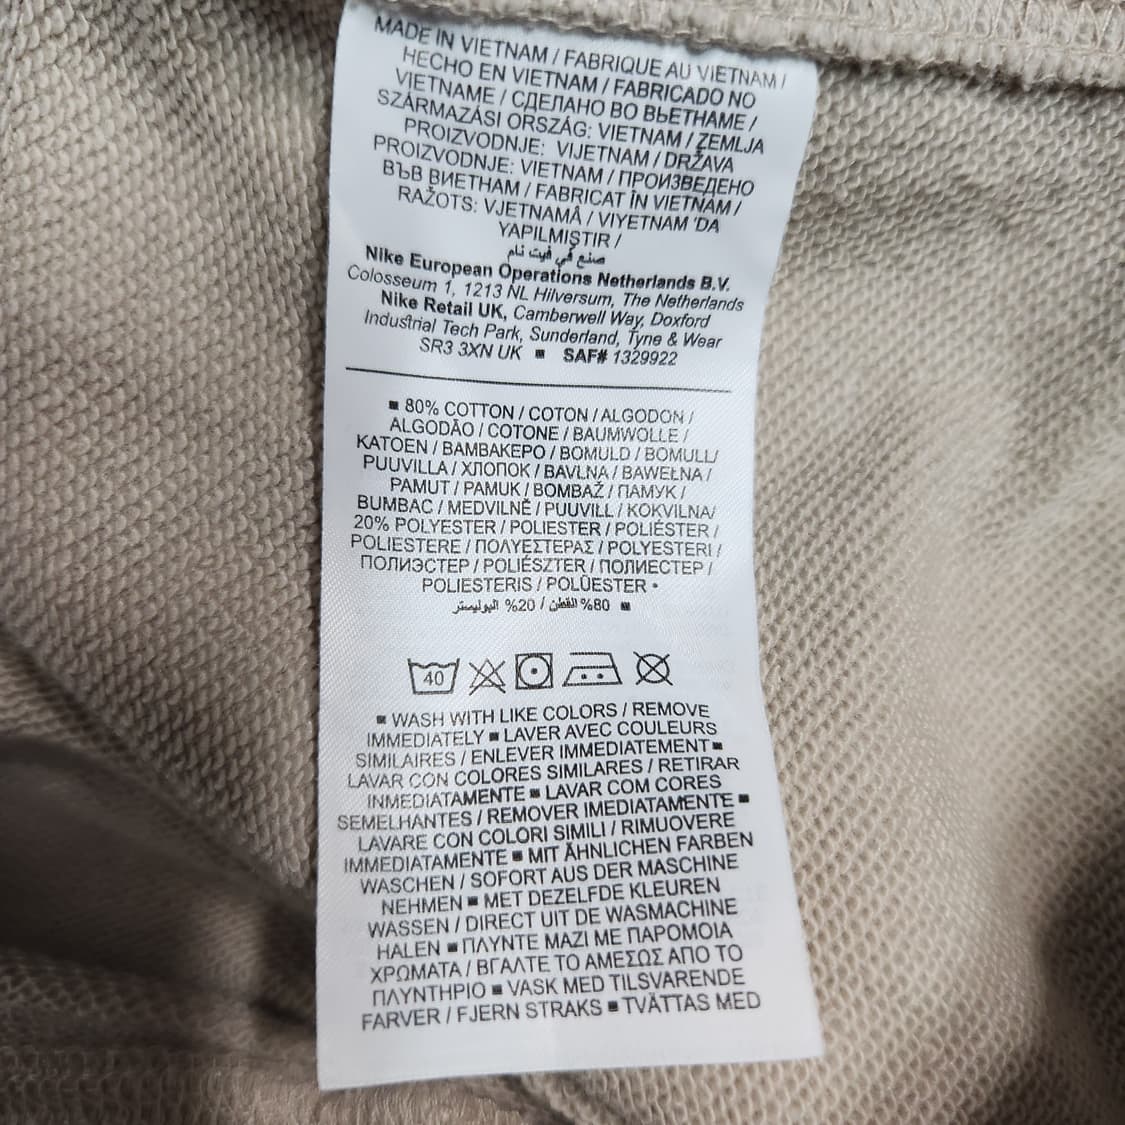 MADE IN VIETNAM / FABRIQUE AU VIETNAM /
HECHO EN VIETNAM / FABRICADO NO
VIETNAME / СДЕЛАНО ВО ВЬЕТНАМЕ /
SZÁRMAZÁSI ORSZÁG: VIETNAM / ZEMLJA
PROIZVODNJE: VIJETNAM / DRŽAVA
PROIZVODNJE: VIETNAM / ПРОИЗВЕДЕНО
ВЪВ ВИЕТНАМ / FABRICAT ÎN VIETNAM /
RAŽOTS: VJETNAMÂ / VIYETNAM 'DA
YAPILMIŞTIR /
صنع في فيت نام
Nike European Operations Netherlands B.V.
Colosseum 1, 1213 NL Hilversum, The Netherlands
Nike Retail UK, Camberwell Way, Doxford
Industrial Tech Park, Sunderland, Tyne & Wear
SR3 3XN UK ■ SAF# 1329922
■ 80% COTTON / COTON / ALGODON /
ALGODÃO / COTONE / BAUMWOLLE /
KATOEN / ΒΑΜΒΑΚΕΡΟ / BOMULD / BOMULL/
PUUVILLA / ХЛОПОК / BAVLNA / BAWEŁNA /
PAMUT / PAMUK / BOMBAŽ / ПАМУК /
BUMBAC / MEDVILNĖ / PUUVILL / KOKVILNA/
20% POLYESTER / POLIESTER / POLIÉSTER /
POLIESTERE / ΠΟΛΥΕΣΤΕΡΑΣ / POLYESTERI /
ПОЛИЭСТЕР / POLIÉSZTER / ПОЛИЕСТЕР /
POLIESTERIS / POLÜESTER •
80% القطن / 20% البوليستر ■
40
■ WASH WITH LIKE COLORS / REMOVE
IMMEDIATELY ■ LAVER AVEC COULEURS
SIMILAIRES / ENLEVER IMMEDIATEMENT ■
LAVAR CON COLORES SIMILARES / RETIRAR
INMEDIATAMENTE ■ LAVAR COM CORES
SEMELHANTES / REMOVER IMEDIATAMENTE ■
LAVARE CON COLORI SIMILI / RIMUOVERE
IMMEDIATAMENTE ■ MIT ÄHNLICHEN FARBEN
WASCHEN / SOFORT AUS DER MASCHINE
NEHMEN ■ MET DEZELFDE KLEUREN
WASSEN / DIRECT UIT DE WASMACHINE
HALEN ■ ΠΛΥΝΤΕ ΜΑΖΙ ΜΕ ΠΑΡΟΜΟΙΑ
ΧΡΩΜΑΤΑ / ΒΓΑΛΤΕ ΤΟ ΑΜΕΣΩΣ ΑΠΟ ΤΟ
ΠΛΥΝΤΗΡΙΟ ■ VASK MED TILSVARENDE
FARVER / FJERN STRAKS ■ TVÄTTAS MED